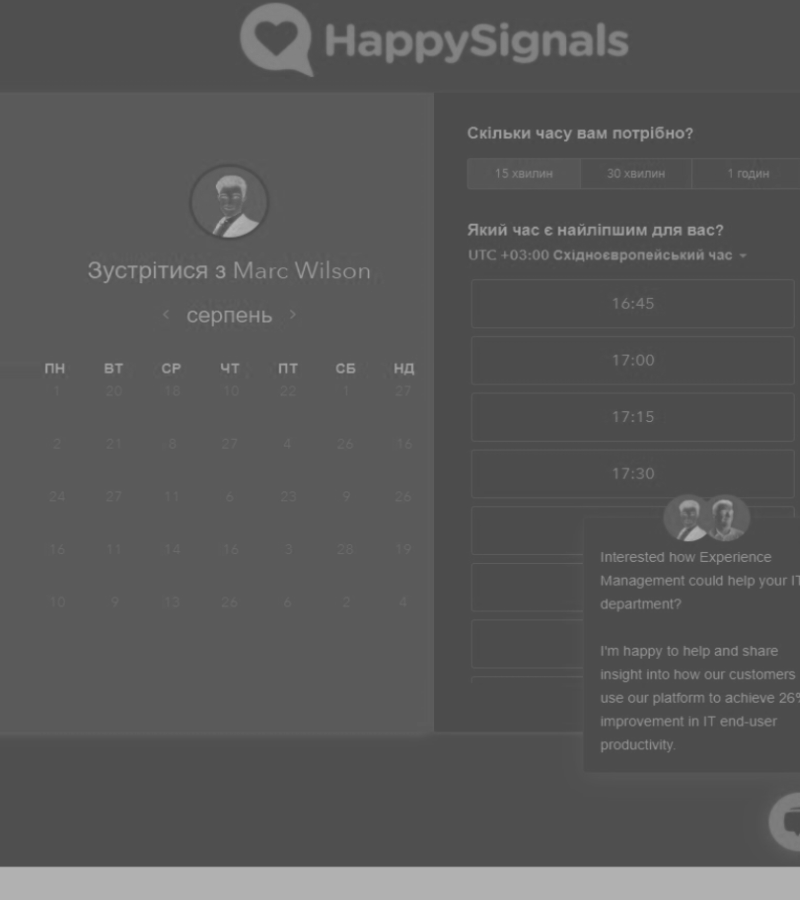 HappySignals
Зустрітися з Marc Wilson
серпень
ПН ВТ СР ЧТ ПТ СБ НД
1 20 18 10 22 1 27
2 21 8 27 4 26 16
24 27 11 6 23 9 26
16 11 14 16 3 28 19
10 9 13 26 6 2 4
Скільки часу вам потрібно?
15 хвилин 30 хвилин 1 годин
Який час є найліпшим для вас?
UTC +03:00 Східноєвропейський час
16:45
17:00
17:15
17:30
Interested how Experience
Management could help your IT
department?
I'm happy to help and share
insight into how our customers
use our platform to achieve 26%
improvement in IT end-user
productivity.